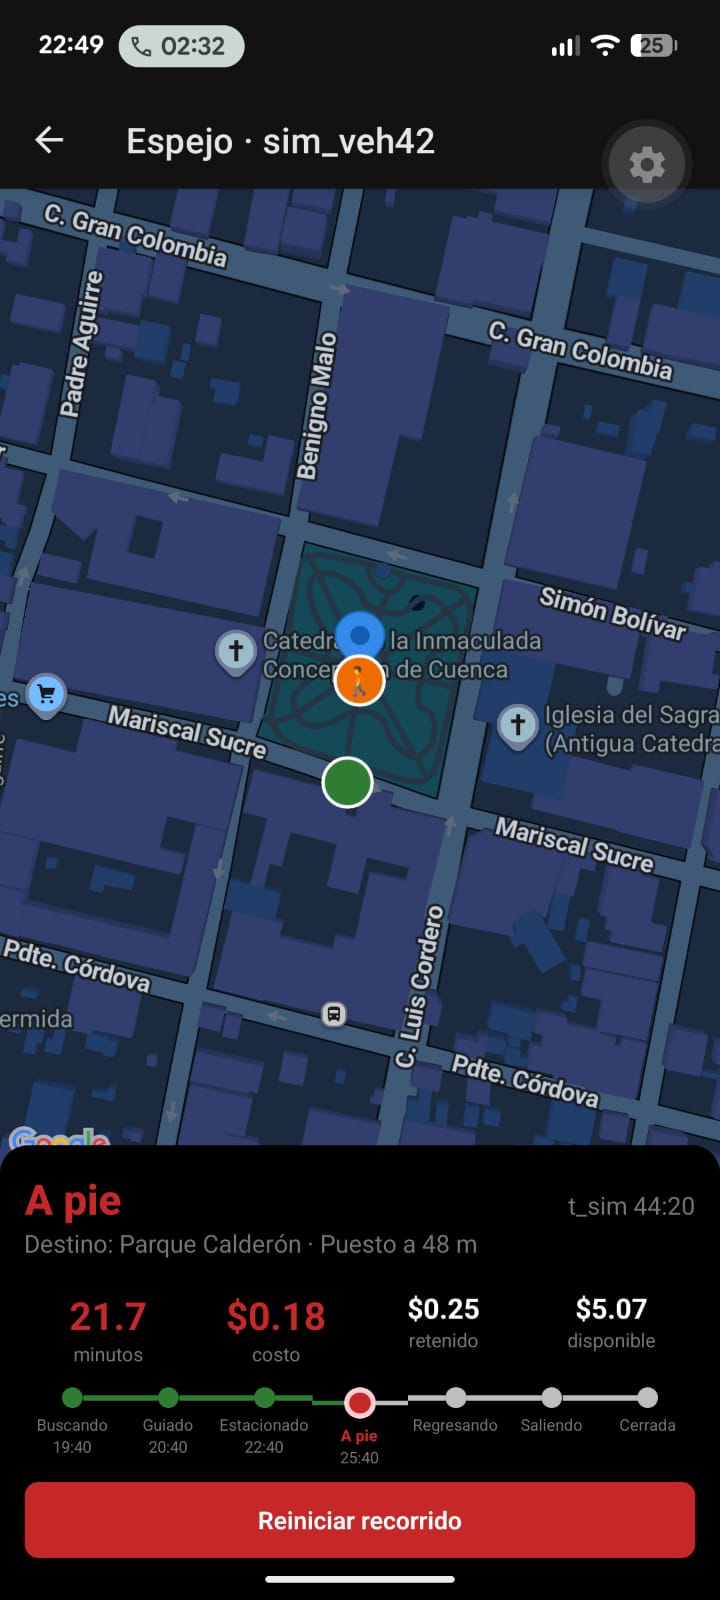 22:49
02:32
25
Espejo · sim_veh42
C. Gran Colombia
Padre Aguirre
Benigno Malo
C. Gran Colombia
Simón Bolívar
la Inmaculada
de Cuenca
Mariscal Sucre
Iglesia del Sagra
(Antigua Catedra
Mariscal Sucre
C. Luis Cordero
Pdte. Córdova
ermida
Pdte. Córdova
Google
A pie
t_sim 44:20
Destino: Parque Calderón · Puesto a 48 m
21.7
$0.18
$0.25
$5.07
minutos
costo
retenido
disponible
Buscando
Guiado
Estacionado
A pie
Regresando
Saliendo
Cerrada
19:40
20:40
22:40
25:40
Reiniciar recorrido